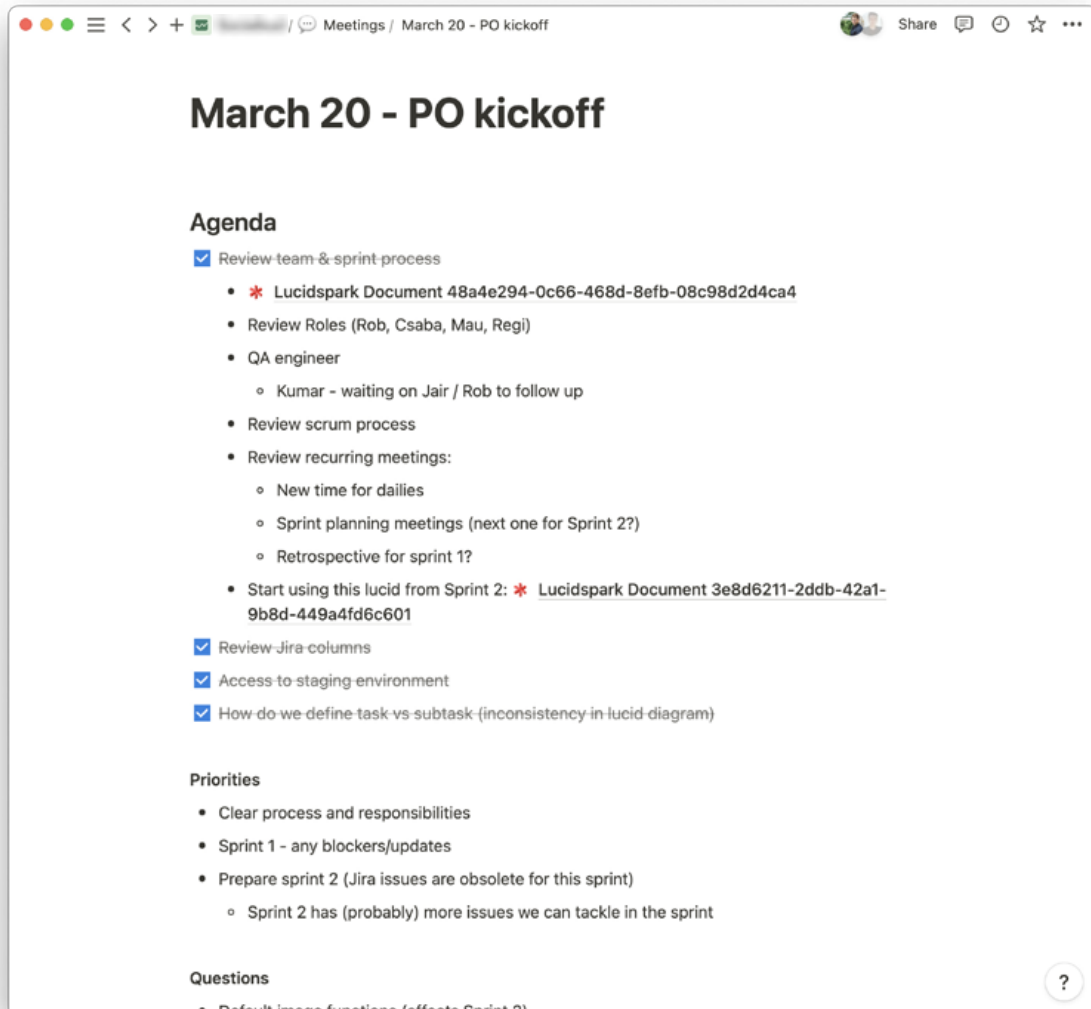 / Meetings / March 20 - PO kickoff
Share
March 20 - PO kickoff
Agenda
Review team & sprint process
Lucidspark Document 48a4e294-0c66-468d-8efb-08c98d2d4ca4
Review Roles (Rob, Csaba, Mau, Regi)
QA engineer
Kumar - waiting on Jair / Rob to follow up
Review scrum process
Review recurring meetings:
New time for dailies
Sprint planning meetings (next one for Sprint 2?)
Retrospective for sprint 1?
Start using this lucid from Sprint 2: Lucidspark Document 3e8d6211-2ddb-42a1-
9b8d-449a4fd6c601
Review Jira columns
Access to staging environment
How do we define task vs subtask (inconsistency in lucid diagram)
Priorities
Clear process and responsibilities
Sprint 1 - any blockers/updates
Prepare sprint 2 (Jira issues are obsolete for this sprint)
Sprint 2 has (probably) more issues we can tackle in the sprint
Questions
?